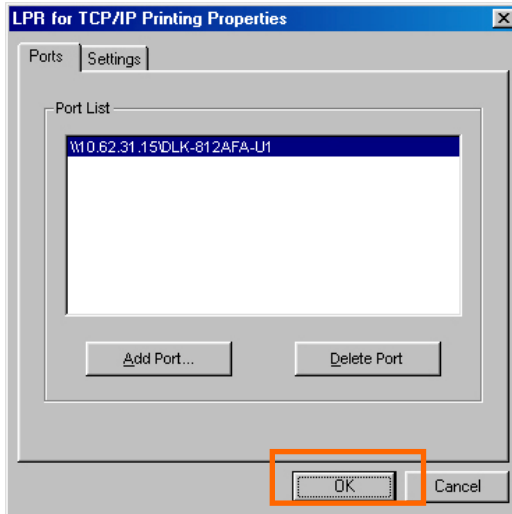 LPR for TCP/IP Printing Properties
Ports Settings
Port List
\\10.62.31.15\DLK-812AFA-U1
Add Port... Delete Port
OK Cancel